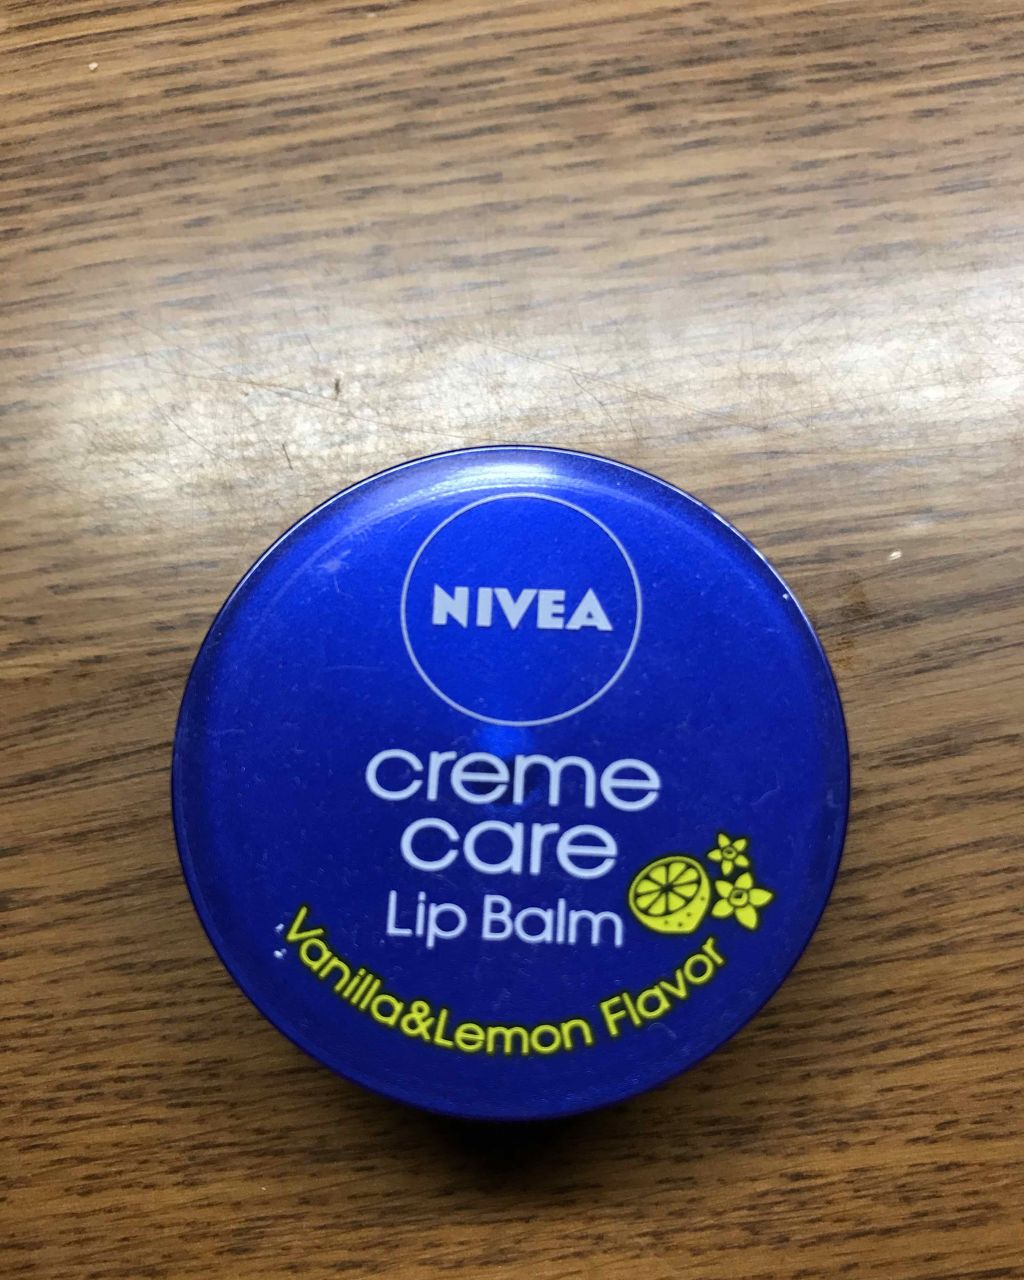 NIVEA
creme
care
Lip Balm
Vanilla&Lemon Flavor